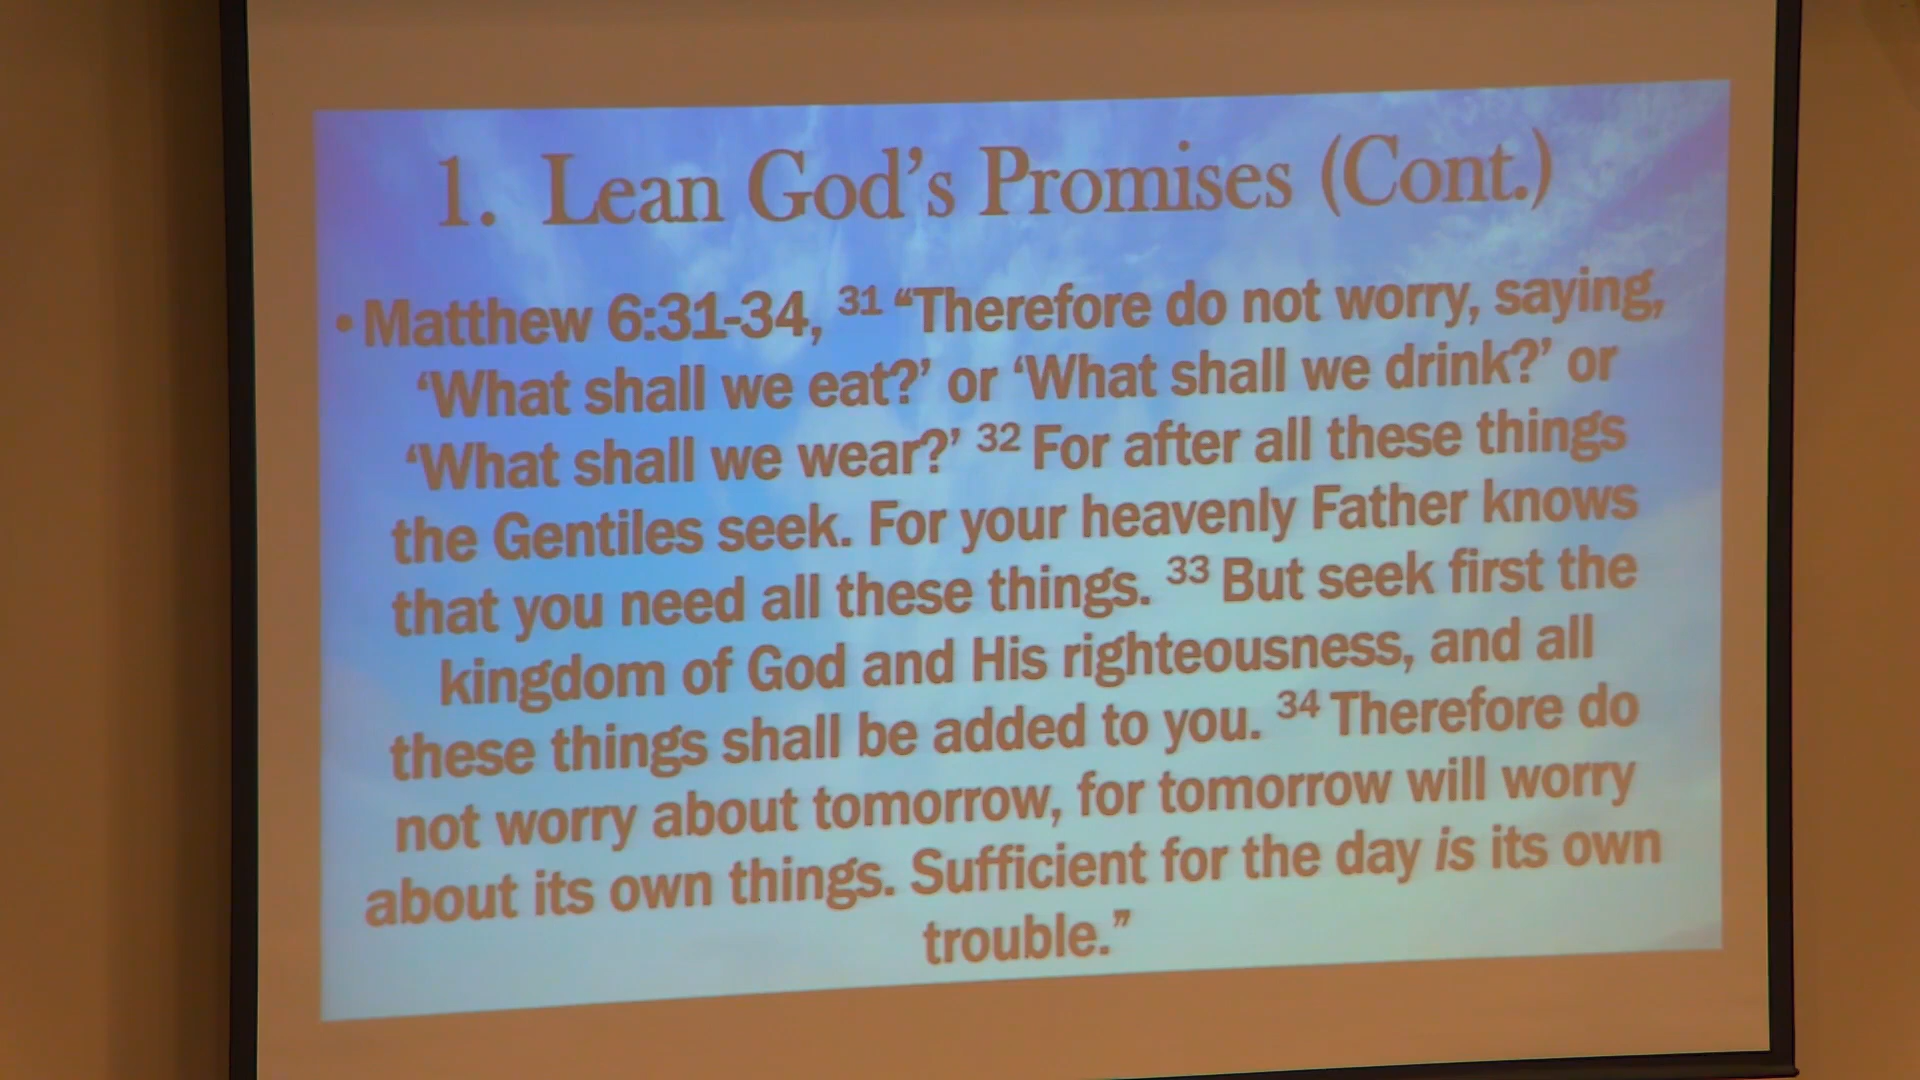 1. Lean God's Promises (Cont.)
• Matthew 6:31-34, 31 “Therefore do not worry, saying,
‘What shall we eat?’ or ‘What shall we drink?’ or
‘What shall we wear?’ 32 For after all these things
the Gentiles seek. For your heavenly Father knows
that you need all these things. 33 But seek first the
kingdom of God and His righteousness, and all
these things shall be added to you. 34 Therefore do
not worry about tomorrow, for tomorrow will worry
about its own things. Sufficient for the day is its own
trouble.”